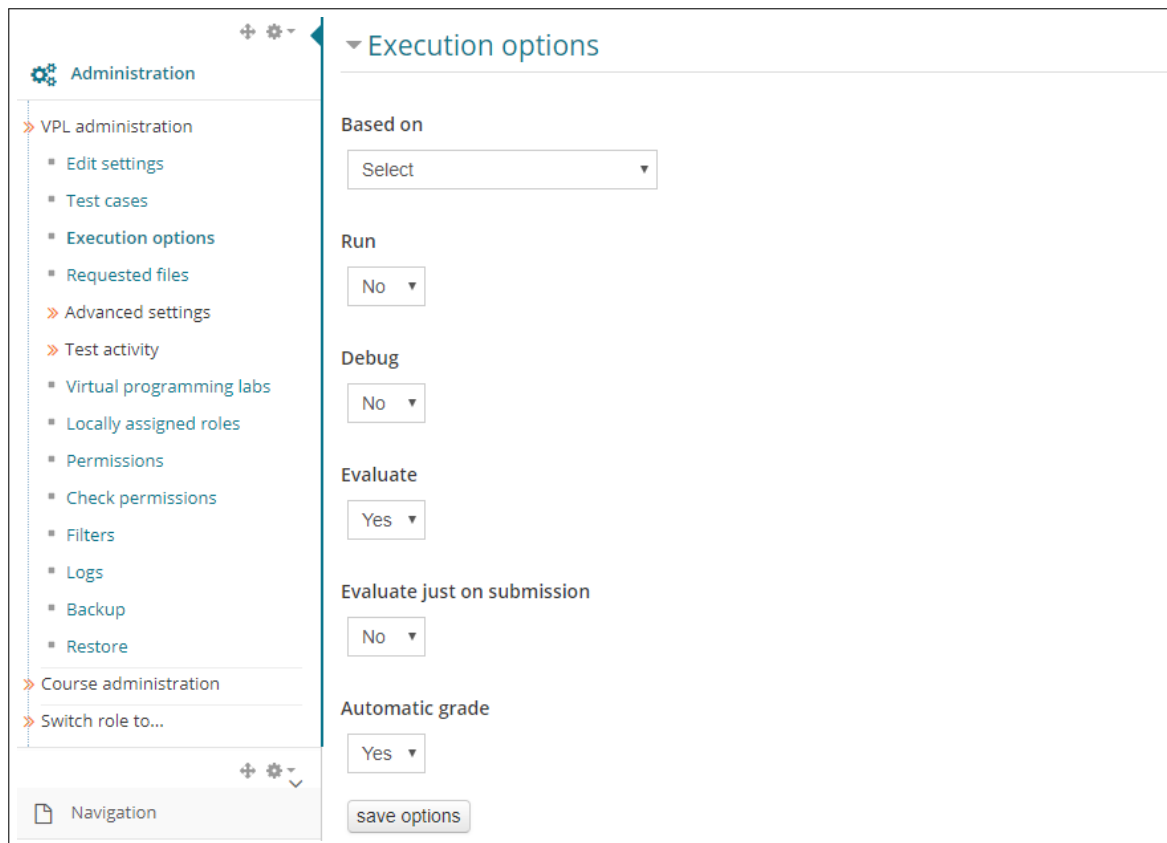 Administration
VPL administration
Edit settings
Test cases
Execution options
Requested files
Advanced settings
Test activity
Virtual programming labs
Locally assigned roles
Permissions
Check permissions
Filters
Logs
Backup
Restore
Course administration
Switch role to...
Navigation
Execution options
Based on
Select
Run
No
Debug
No
Evaluate
Yes
Evaluate just on submission
No
Automatic grade
Yes
save options